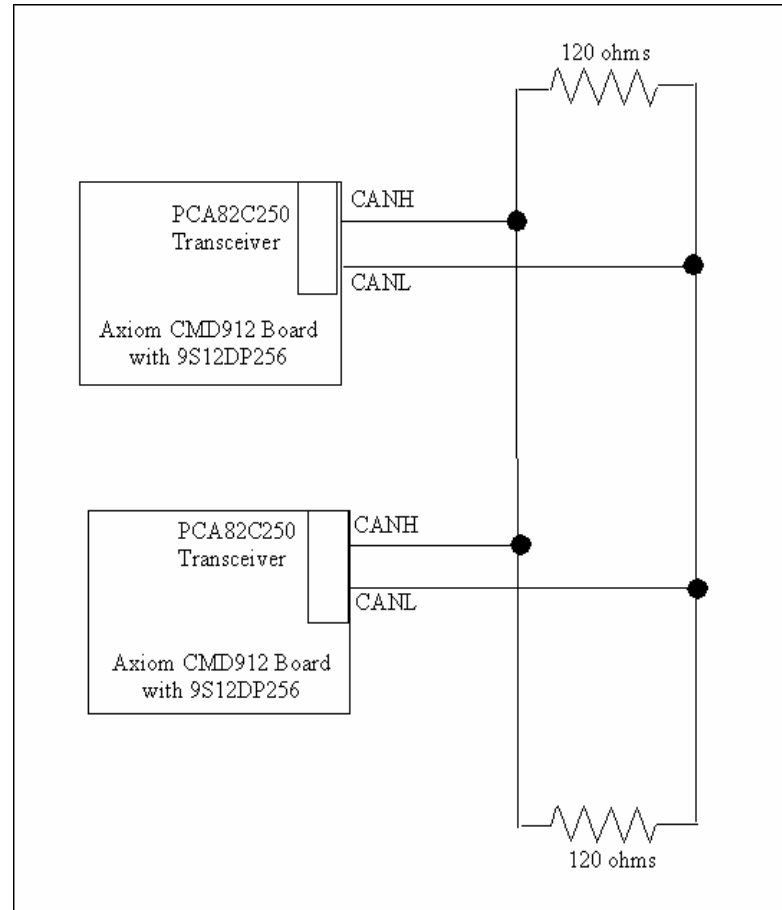 120 ohms
PCA82C250
Transceiver
CANH
CANL
Axiom CMD912 Board
with 9S12DP256
PCA82C250
Transceiver
CANH
CANL
Axiom CMD912 Board
with 9S12DP256
120 ohms